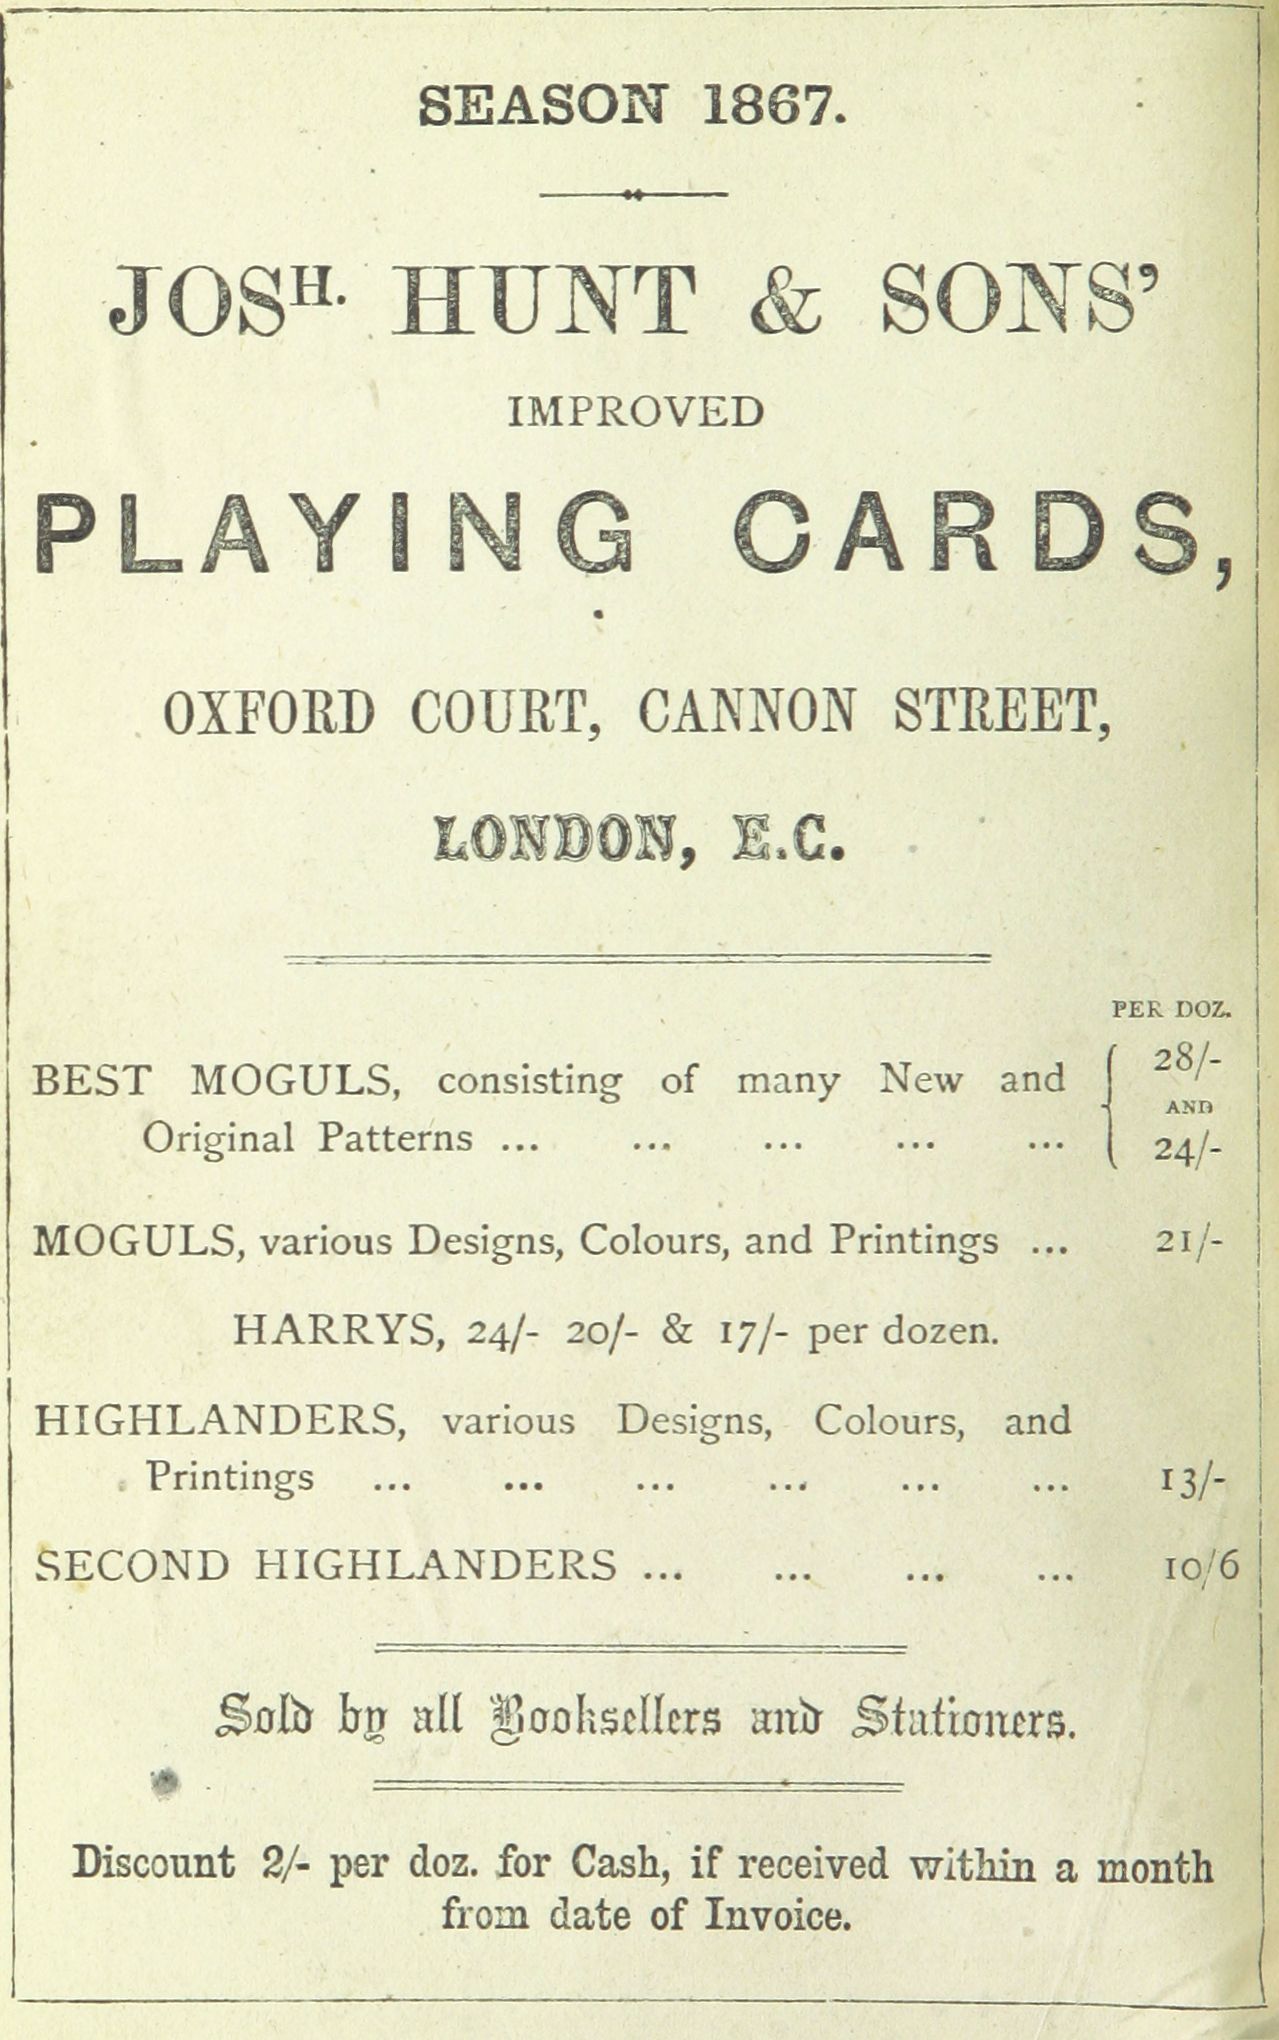 SEASON 1867.
JOSH. HUNT & SONS'
IMPROVED
PLAYING CARDS,
OXFORD COURT, CANNON STREET,
LONDON, E.C.
PER DOZ.
BEST MOGULS, consisting of many New and { 28/-
AND
Original Patterns ... ... ... ... ... 24/-
MOGULS, various Designs, Colours, and Printings ... 21/-
HARRYS, 24/- 20/- & 17/- per dozen.
HIGHLANDERS, various Designs, Colours, and
Printings ... ... ... ... ... ... 13/-
SECOND HIGHLANDERS ... ... ... ... 10/6
Sold by all Booksellers and Stationers.
Discount 2/- per doz. for Cash, if received within a month
from date of Invoice.